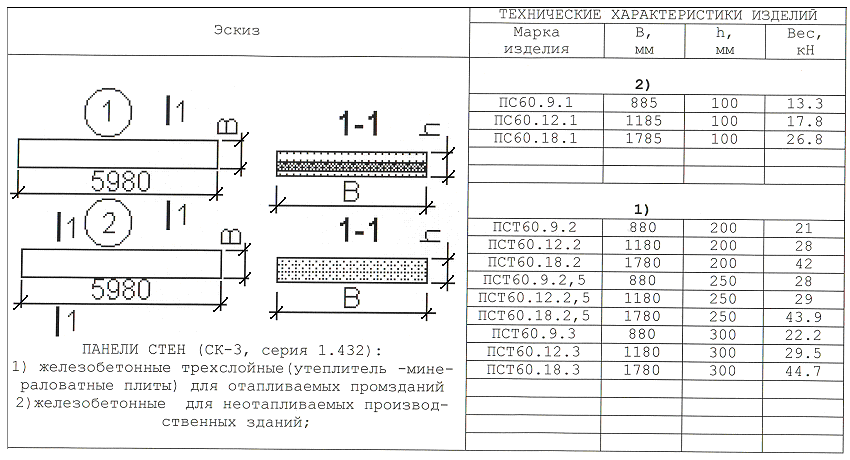 Эскиз
ТЕХНИЧЕСКИЕ ХАРАКТЕРИСТИКИ ИЗДЕЛИЙ
Марка изделия B, мм h, мм Вес, кН
1 1 1
B
5980
1-1
h
B
2 1 1
B
5980
1
1-1
h
B
ПАНЕЛИ СТЕН (СК-3, серия 1.432):
1) железобетонные трехслойные(утеплитель -мине-
раловатные плиты) для отапливаемых промзданий
2)железобетонные для неотапливаемых производ-
ственных зданий;
2)
ПС60.9.1 885 100 13.3
ПС60.12.1 1185 100 17.8
ПС60.18.1 1785 100 26.8
1)
ПСТ60.9.2 880 200 21
ПСТ60.12.2 1180 200 28
ПСТ60.18.2 1780 200 42
ПСТ60.9.2,5 880 250 28
ПСТ60.12.2,5 1180 250 29
ПСТ60.18.2,5 1780 250 43.9
ПСТ60.9.3 880 300 22.2
ПСТ60.12.3 1180 300 29.5
ПСТ60.18.3 1780 300 44.7